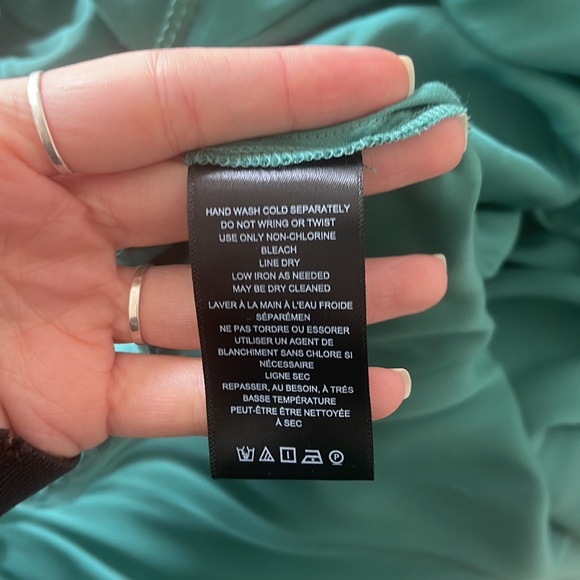 HAND WASH COLD SEPARATELY
DO NOT WRING OR TWIST
USE ONLY NON-CHLORINE
BLEACH
LINE DRY
LOW IRON AS NEEDED
MAY BE DRY CLEANED
LAVER À LA MAIN À L'EAU FROIDE
SÉPARÉMEN
NE PAS TORDRE OU ESSORER
UTILISER UN AGENT DE
BLANCHIMENT SANS CHLORE SI
NÉCESSAIRE
LIGNE SEC
REPASSER, AU BESOIN, À TRÉS
BASSE TEMPÉRATURE
PEUT-ÊTRE ÊTRE NETTOYÉE
À SEC
P